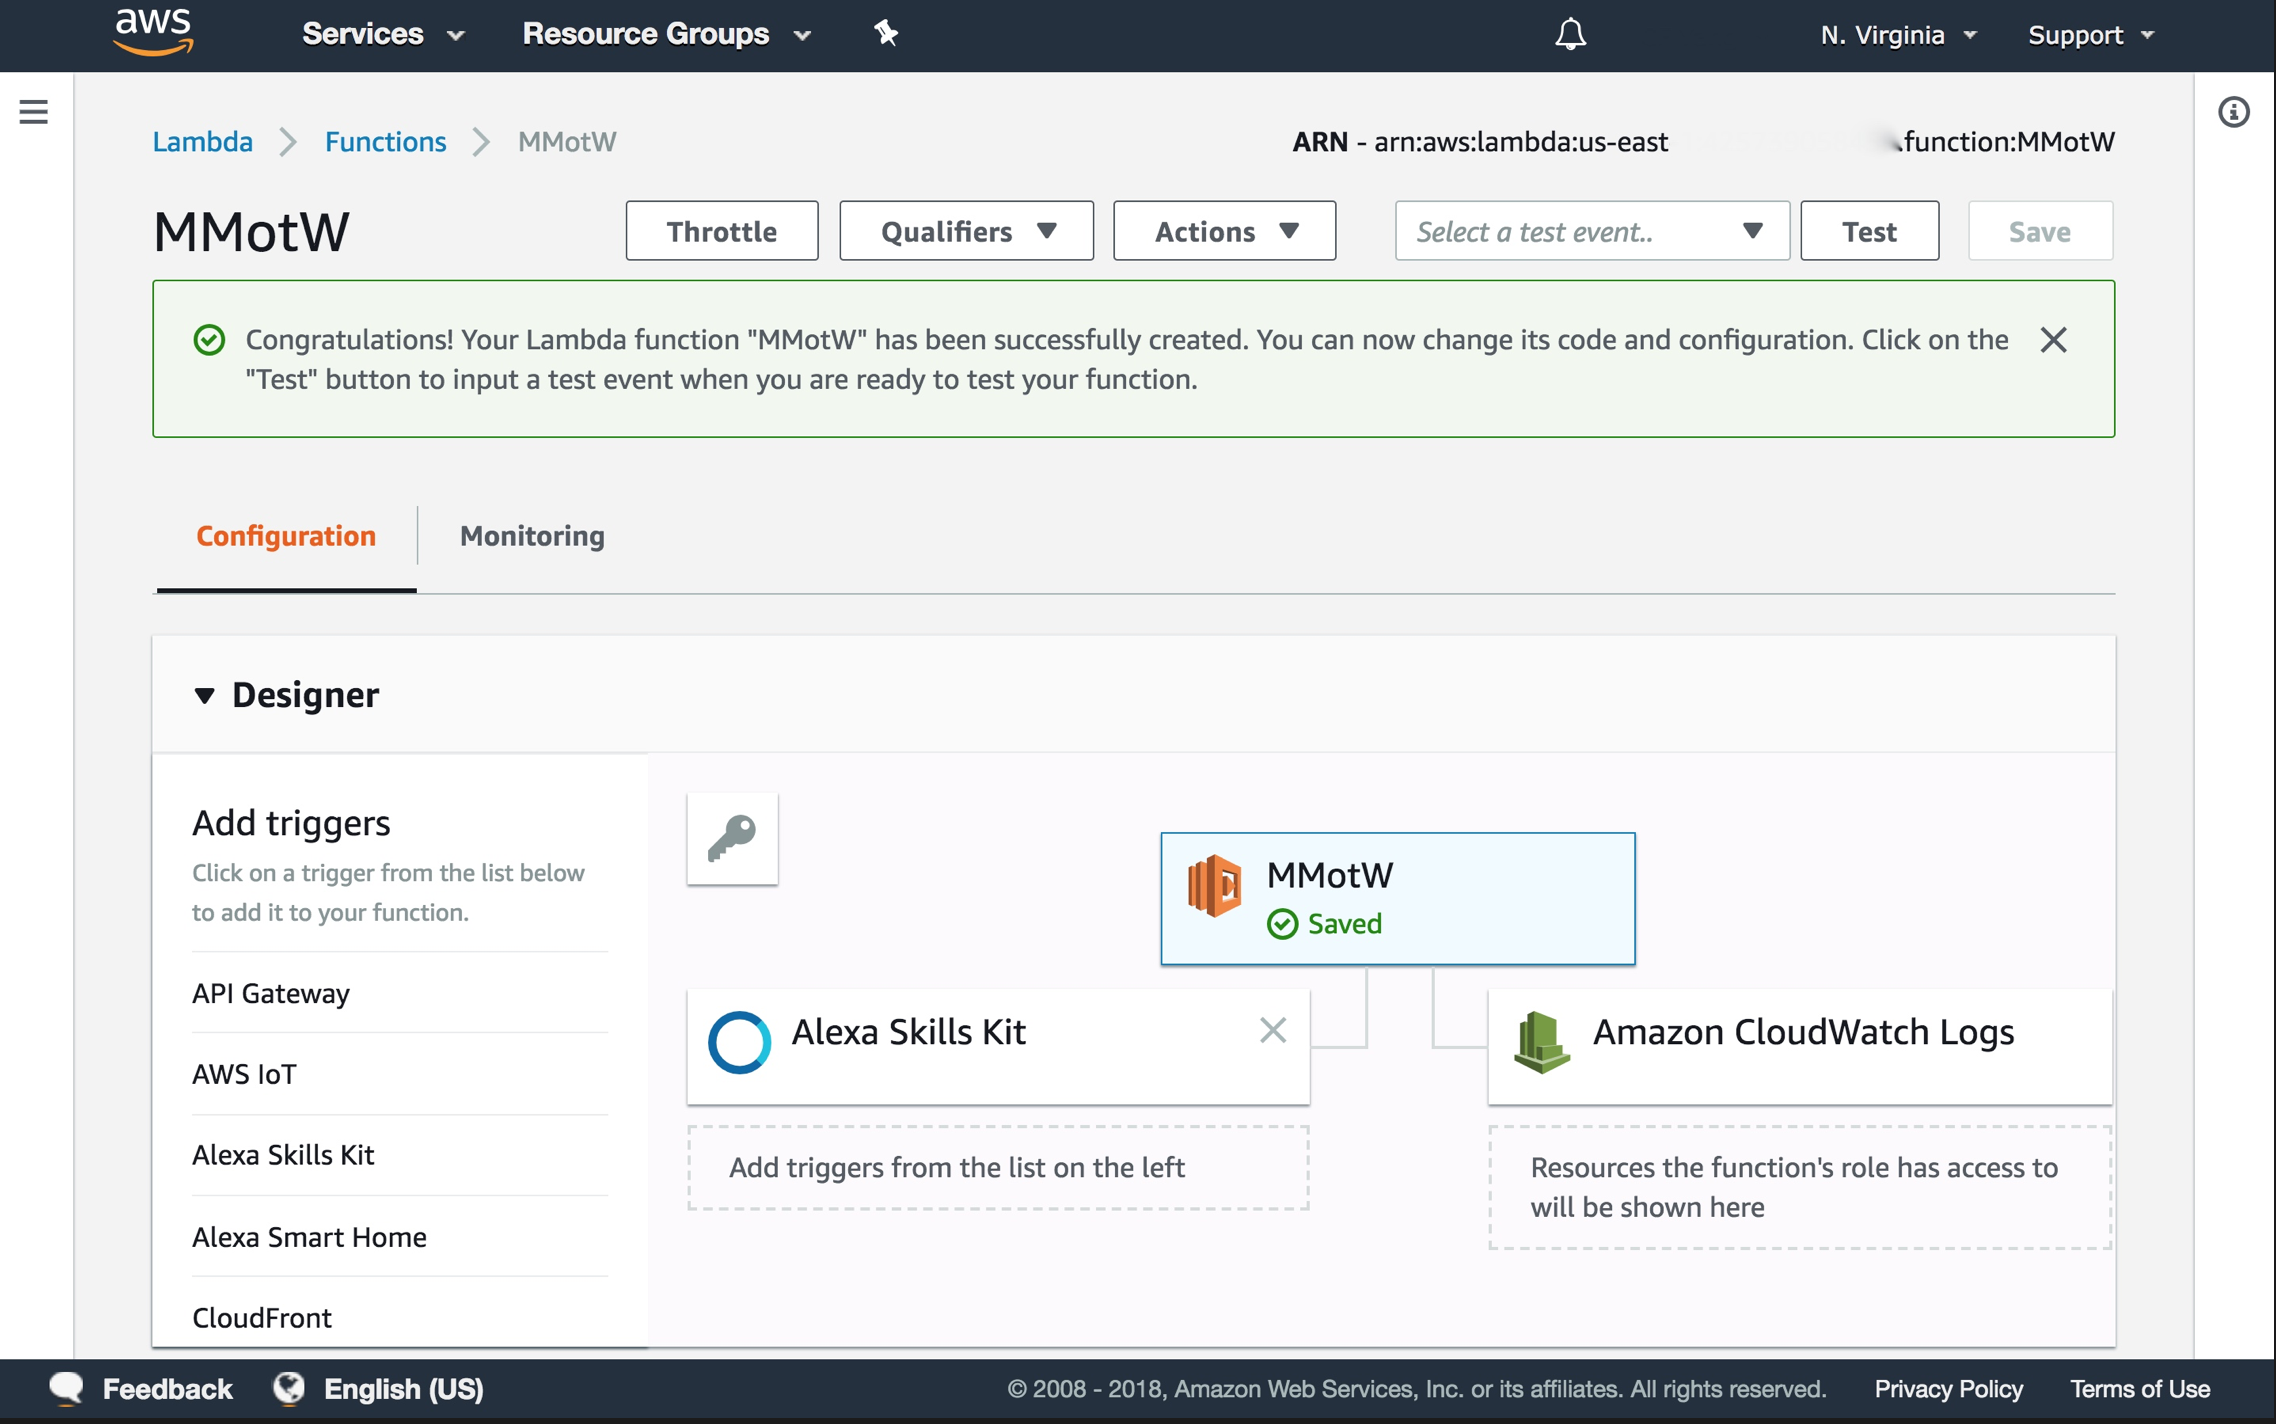 aws Services Resource Groups N. Virginia Support
Lambda Functions MMotW ARN - arn:aws:lambda:us-east function:MMotW
MMotW Throttle Qualifiers Actions Select a test event.. Test Save
Congratulations! Your Lambda function "MMotW" has been successfully created. You can now change its code and configuration. Click on the
"Test" button to input a test event when you are ready to test your function.
Configuration Monitoring
Designer
Add triggers
Click on a trigger from the list below
to add it to your function.
API Gateway
AWS IoT
Alexa Skills Kit
Alexa Smart Home
CloudFront
MMotW
Saved
Alexa Skills Kit
Add triggers from the list on the left
Amazon CloudWatch Logs
Resources the function's role has access to
will be shown here
Feedback English (US) © 2008 - 2018, Amazon Web Services, Inc. or its affiliates. All rights reserved. Privacy Policy Terms of Use